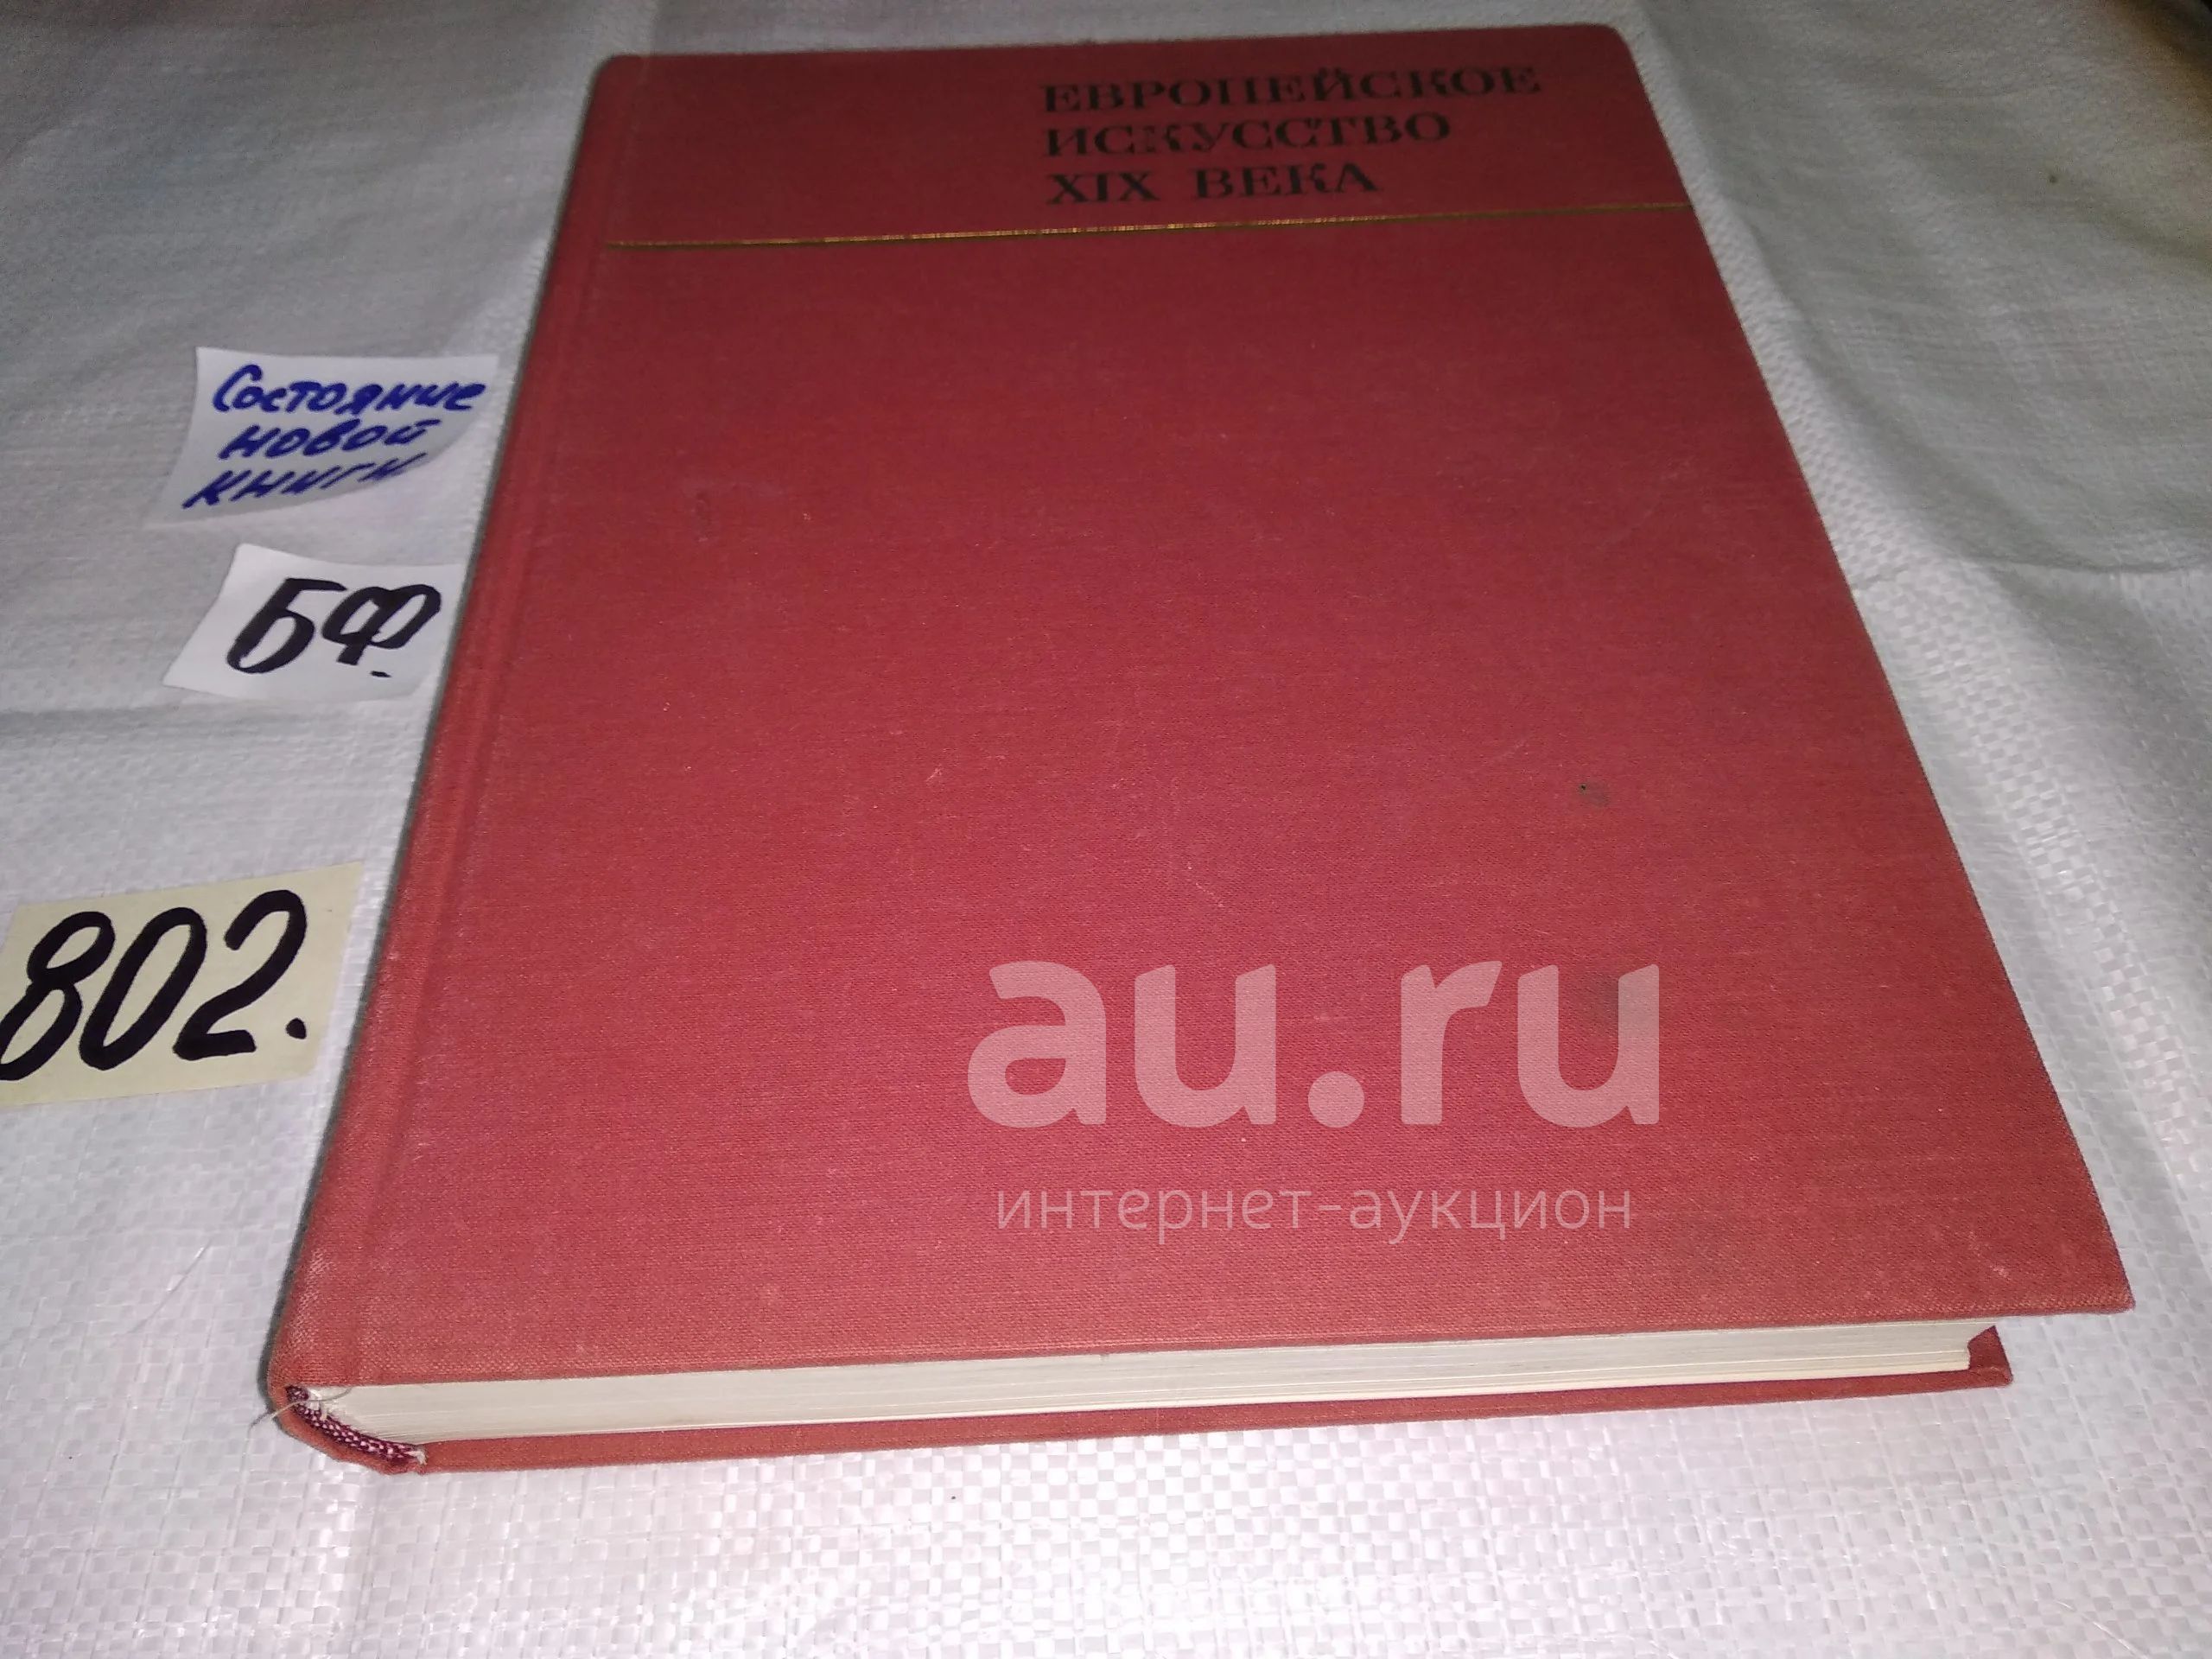 ЕВРОПЕЙСКОЕ
ИСКУССТВО
XIX ВЕКА
Состояние
новой
книги
БФ.
802.
au.ru
интернет-аукцион